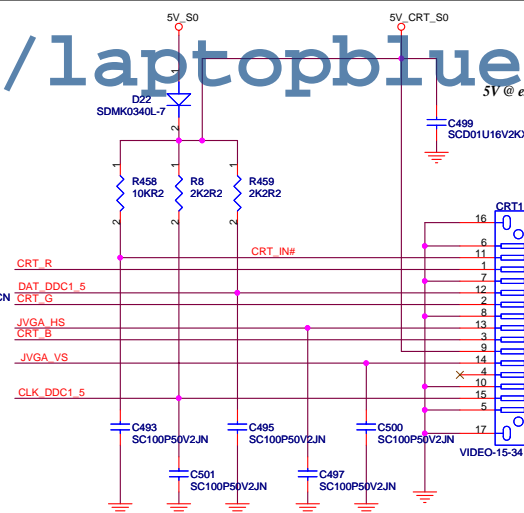 5V_S0
5V_CRT_S0
/laptopblue
5V @ e
1
D22
SDMK0340L-7
2
C499
SCD01U16V2KX
1
1
1
R458
10KR2
R8
2K2R2
R459
2K2R2
2
2
2
CRT1
16
6
CRT_IN#
11
CRT_R
1
7
DAT_DDC1_5
12
CN
CRT_G
2
8
JVGA_HS
13
CRT_B
3
9
JVGA_VS
14
4
10
CLK_DDC1_5
15
5
C493
SC100P50V2JN
C495
SC100P50V2JN
C500
SC100P50V2JN
17
VIDEO-15-34
C501
SC100P50V2JN
C497
SC100P50V2JN